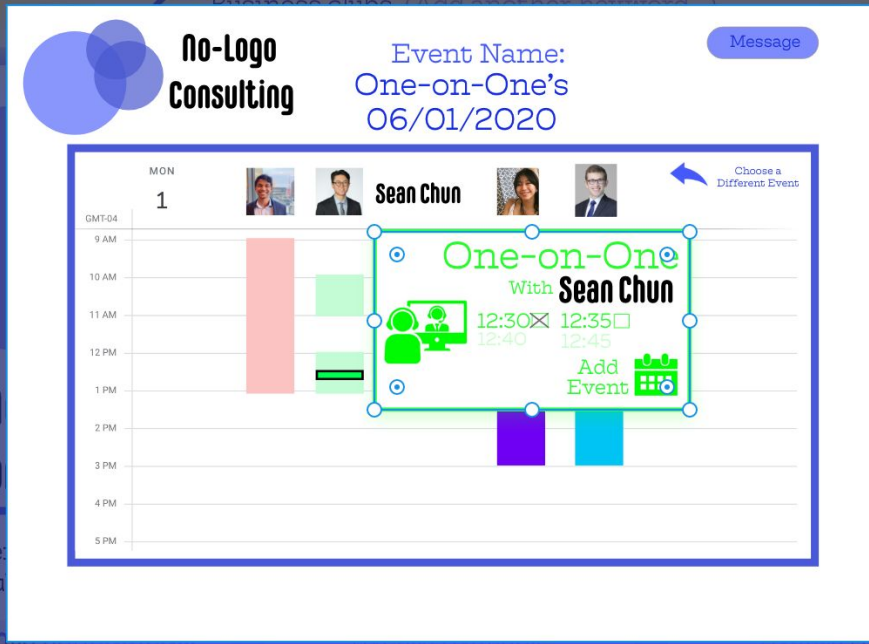 No-Logo
Consulting
Event Name:
One-on-One's
06/01/2020
Message
MON
1
GMT-04
Sean Chun
Choose a
Different Event
9 AM
10 AM
11 AM
12 PM
1 PM
2 PM
3 PM
4 PM
5 PM
One-on-One
With Sean Chun
12:30 12:35
12:40 12:45
Add
Event